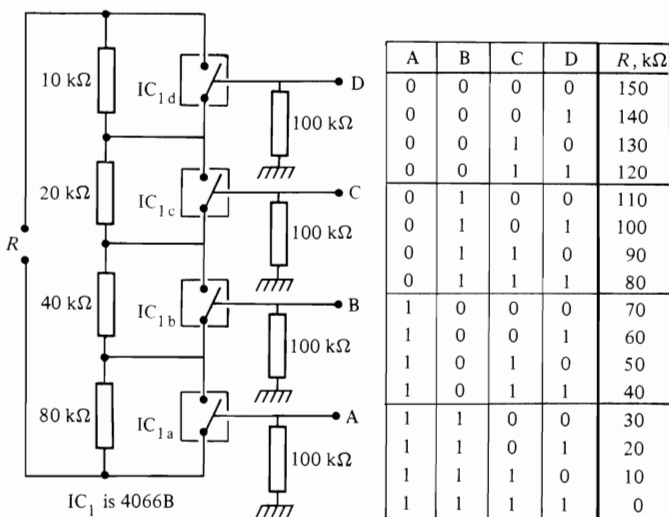 10 kΩ
IC1d
D
100 kΩ
20 kΩ
IC1c
C
100 kΩ
R
40 kΩ
IC1b
B
100 kΩ
80 kΩ
IC1a
A
100 kΩ
IC1 is 4066B
A B C D R, kΩ
0 0 0 0 150
0 0 0 1 140
0 0 1 0 130
0 0 1 1 120
0 1 0 0 110
0 1 0 1 100
0 1 1 0 90
0 1 1 1 80
1 0 0 0 70
1 0 0 1 60
1 0 1 0 50
1 0 1 1 40
1 1 0 0 30
1 1 0 1 20
1 1 1 0 10
1 1 1 1 0